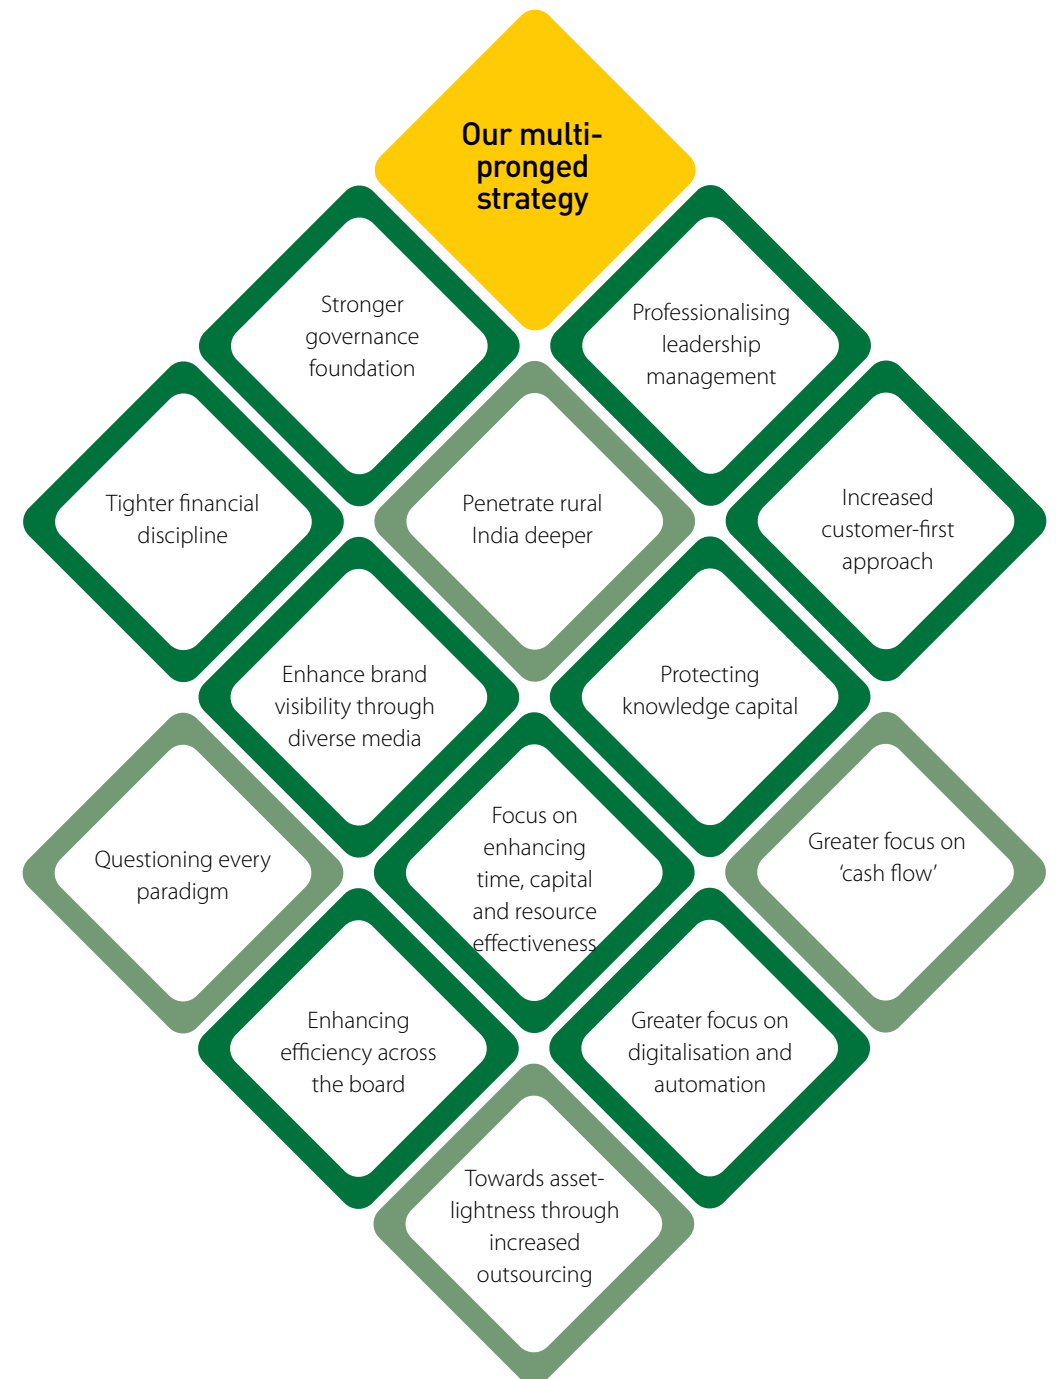 Our multi-
pronged
strategy
Stronger
governance
foundation
Professionalising
leadership
management
Tighter financial
discipline
Penetrate rural
India deeper
Increased
customer-first
approach
Enhance brand
visibility through
diverse media
Protecting
knowledge capital
Questioning every
paradigm
Focus on
enhancing
time, capital
and resource
effectiveness
Greater focus on
‘cash flow’
Enhancing
efficiency across
the board
Greater focus on
digitalisation and
automation
Towards asset-
lightness through
increased
outsourcing